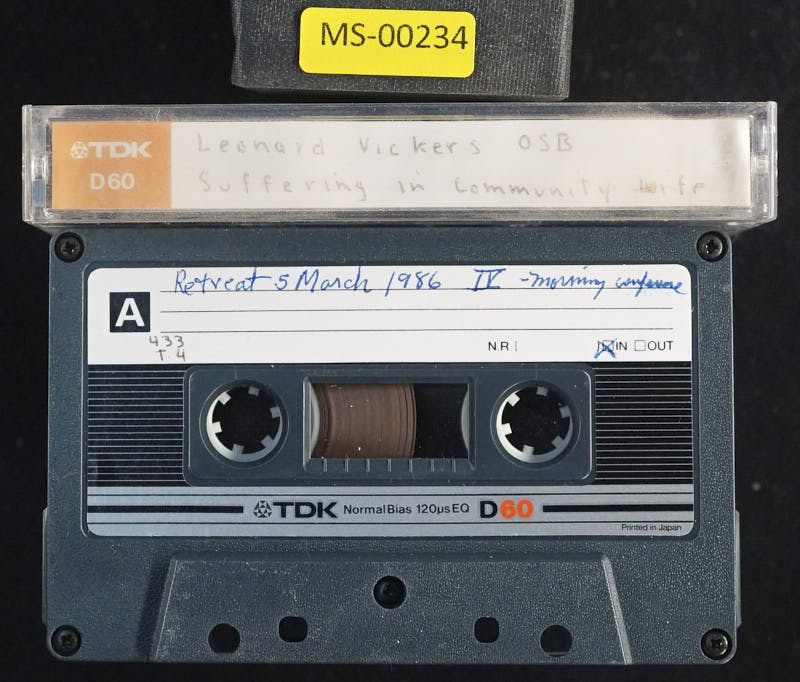 MS-00234
TDK
D60
Leonard Vickers OSB
Suffering in Community Life
Retreat 5 March 1986 IV - morning conference
A
433
T. 4
N.R IN OUT
TDK Normal Bias 120µs EQ D60
Printed in Japan